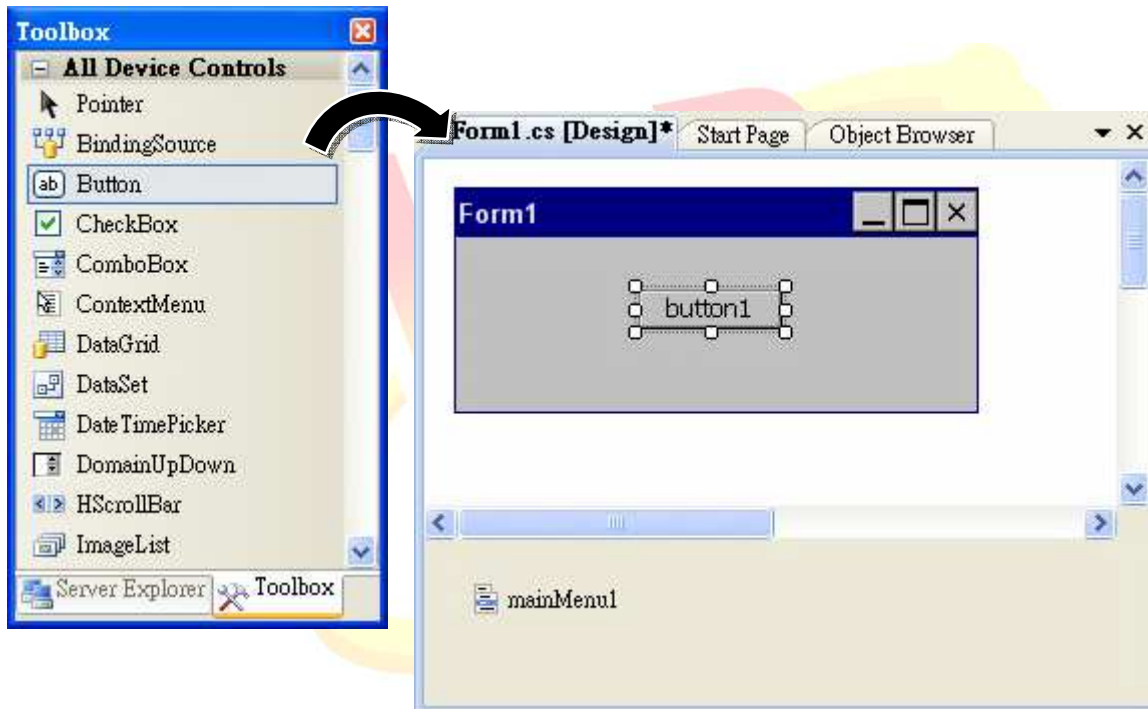 Toolbox
All Device Controls
Pointer
BindingSource
ab Button
CheckBox
ComboBox
ContextMenu
DataGrid
DataSet
DateTimePicker
DomainUpDown
HScrollBar
ImageList
Server Explorer Toolbox
Form1.cs [Design]* Start Page Object Browser
Form1
button1
mainMenu1